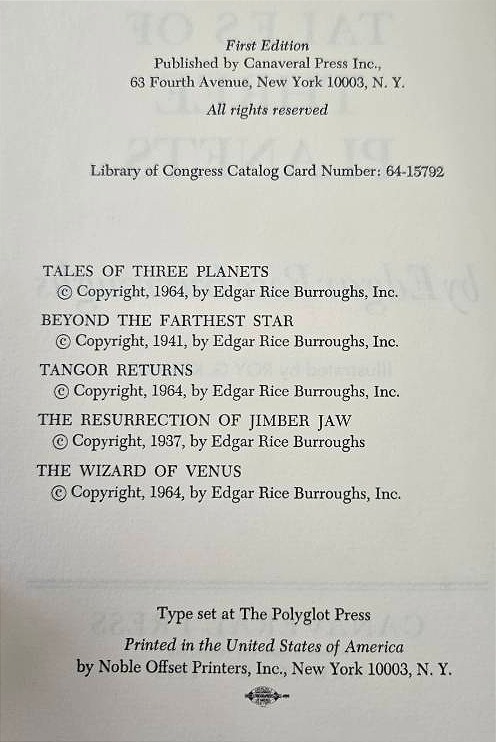 First Edition
Published by Canaveral Press Inc.,
63 Fourth Avenue, New York 10003, N. Y.
All rights reserved
Library of Congress Catalog Card Number: 64-15792
TALES OF THREE PLANETS
© Copyright, 1964, by Edgar Rice Burroughs, Inc.
BEYOND THE FARTHEST STAR
© Copyright, 1941, by Edgar Rice Burroughs, Inc.
TANGOR RETURNS
© Copyright, 1964, by Edgar Rice Burroughs, Inc.
THE RESURRECTION OF JIMBER JAW
© Copyright, 1937, by Edgar Rice Burroughs
THE WIZARD OF VENUS
© Copyright, 1964, by Edgar Rice Burroughs, Inc.
Type set at The Polyglot Press
Printed in the United States of America
by Noble Offset Printers, Inc., New York 10003, N. Y.